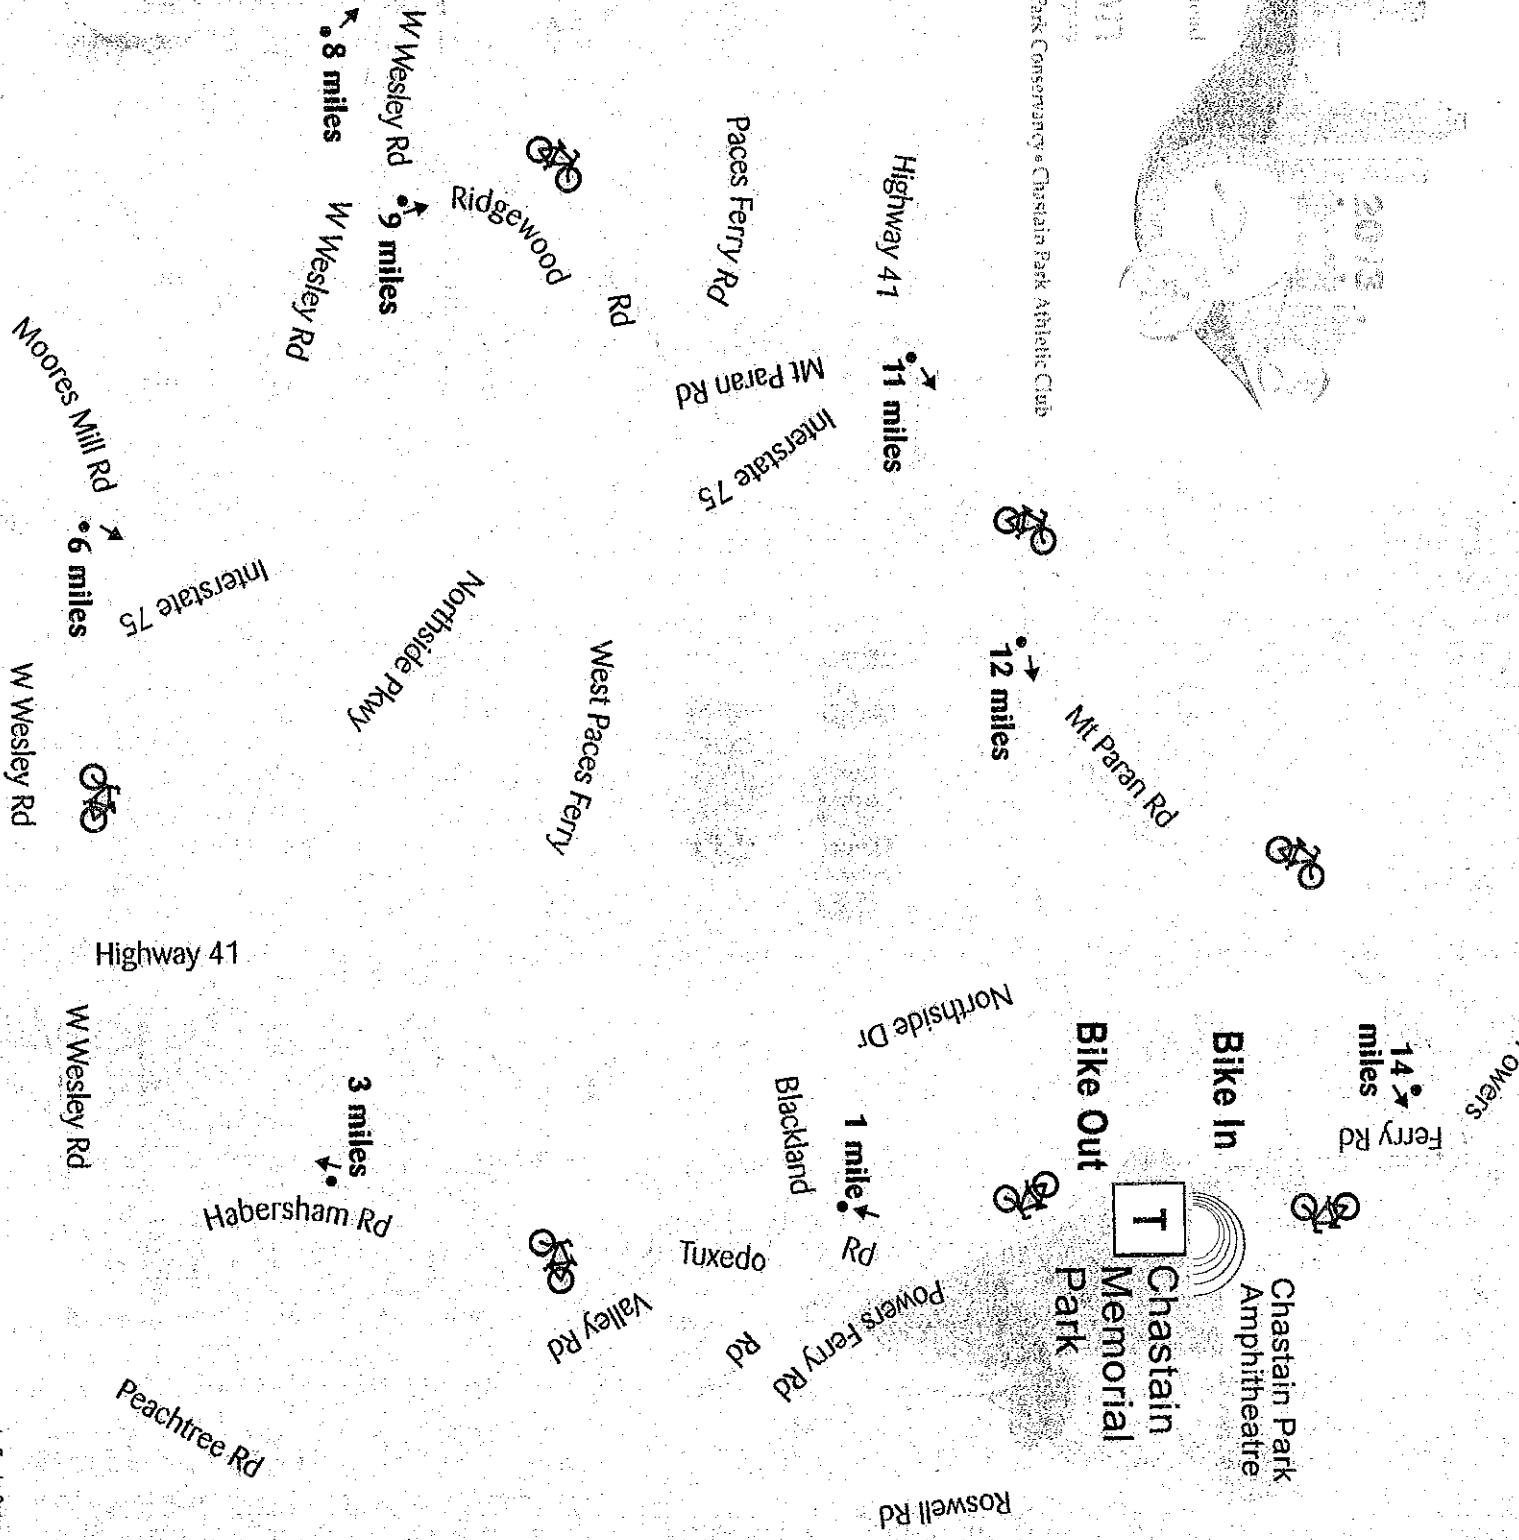 W Wesley Rd
8 miles
W Wesley Rd
9 miles
Ridgewood
Rd
Paces Ferry Rd
Highway 41
Park Conservancy • Chastain Park Athletic Club
2013
Moores Mill Rd
Mt Paran Rd
11 miles
Interstate 75
6 miles
Interstate 75
Northside Pkwy
West Paces Ferry
12 miles
Mt Paran Rd
W Wesley Rd
Highway 41
W Wesley Rd
3 miles
Habersham Rd
Northside Dr
Blackland
Rd
1 mile
Bike Out
Bike In
14
miles
Powers
Ferry Rd
T
Chastain
Memorial
Park
Chastain Park
Amphitheatre
Tuxedo
Rd
Valley Rd
Powers Ferry Rd
Peachtree Rd
Roswell Rd